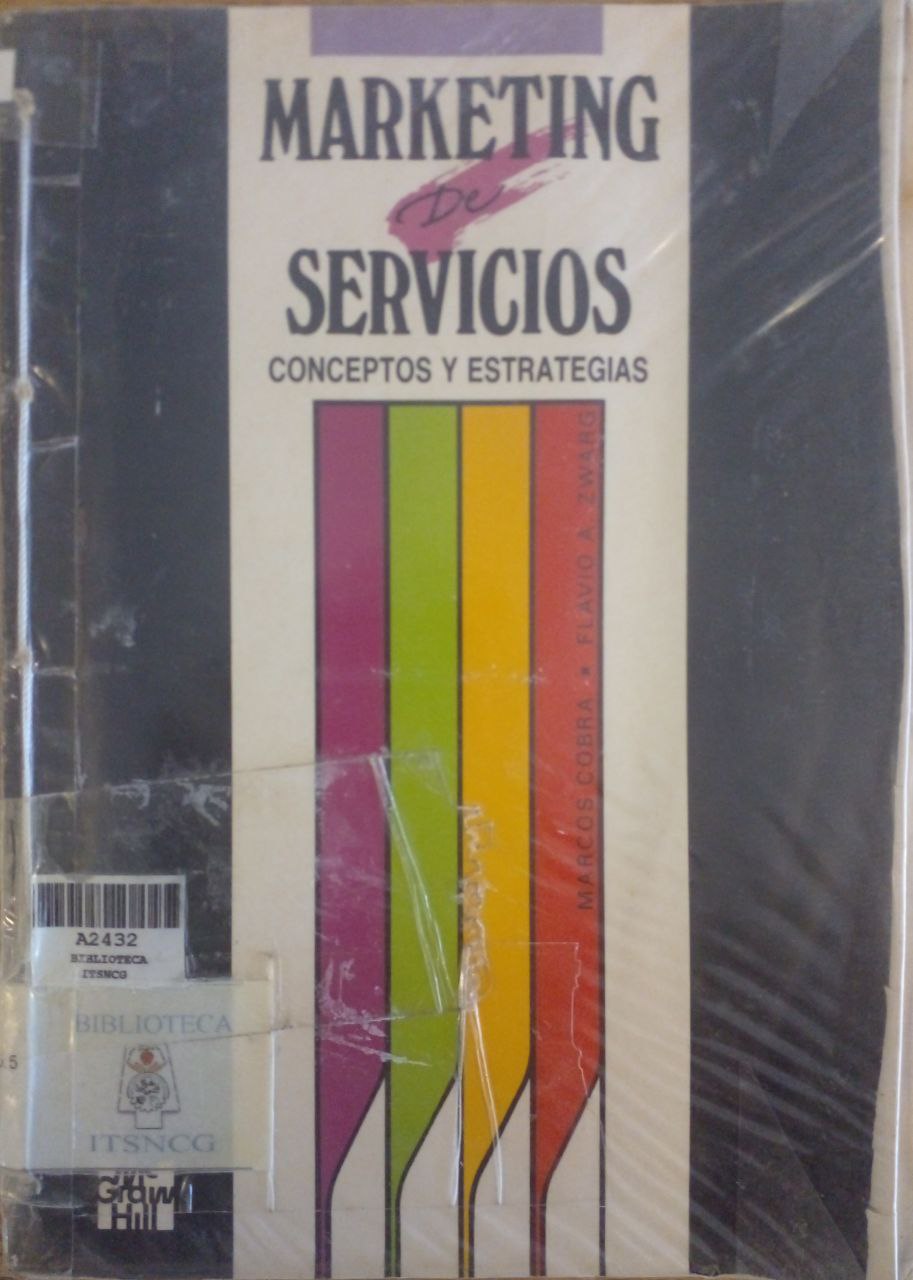 MARKETING
De
SERVICIOS
CONCEPTOS Y ESTRATEGIAS
MARCOS COBRA • FLAVIO A. ZWARG
A2432
BIBLIOTECA
ITSNCG
BIBLIOTECA
ITSNCG
Graw
Hill